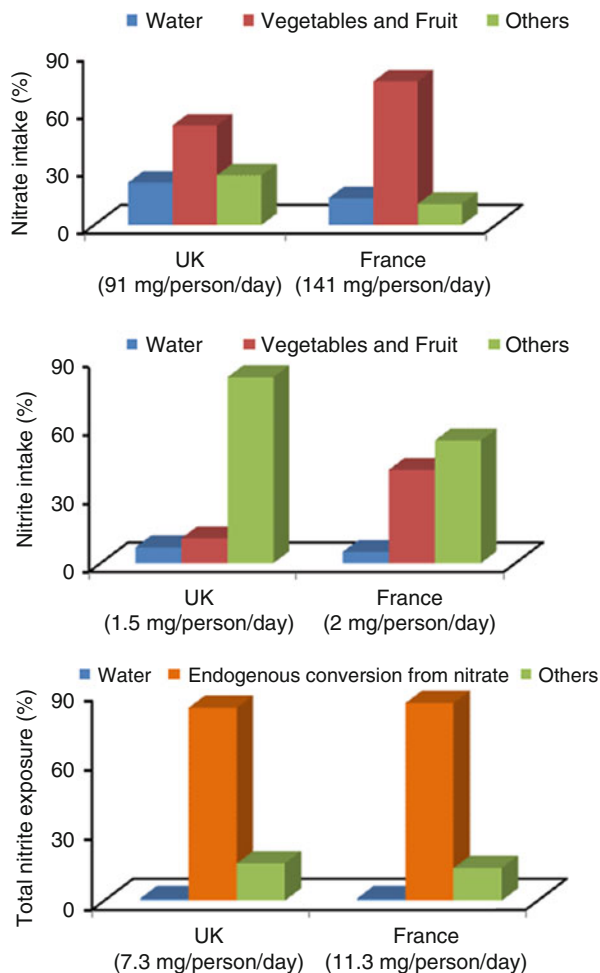 Water Vegetables and Fruit Others
Nitrate intake (%)
90
60
30
0
UK France
(91 mg/person/day) (141 mg/person/day)
Water Vegetables and Fruit Others
Nitrite intake (%)
90
60
30
0
UK France
(1.5 mg/person/day) (2 mg/person/day)
Water Endogenous conversion from nitrate Others
Total nitrite exposure (%)
90
60
30
0
UK France
(7.3 mg/person/day) (11.3 mg/person/day)